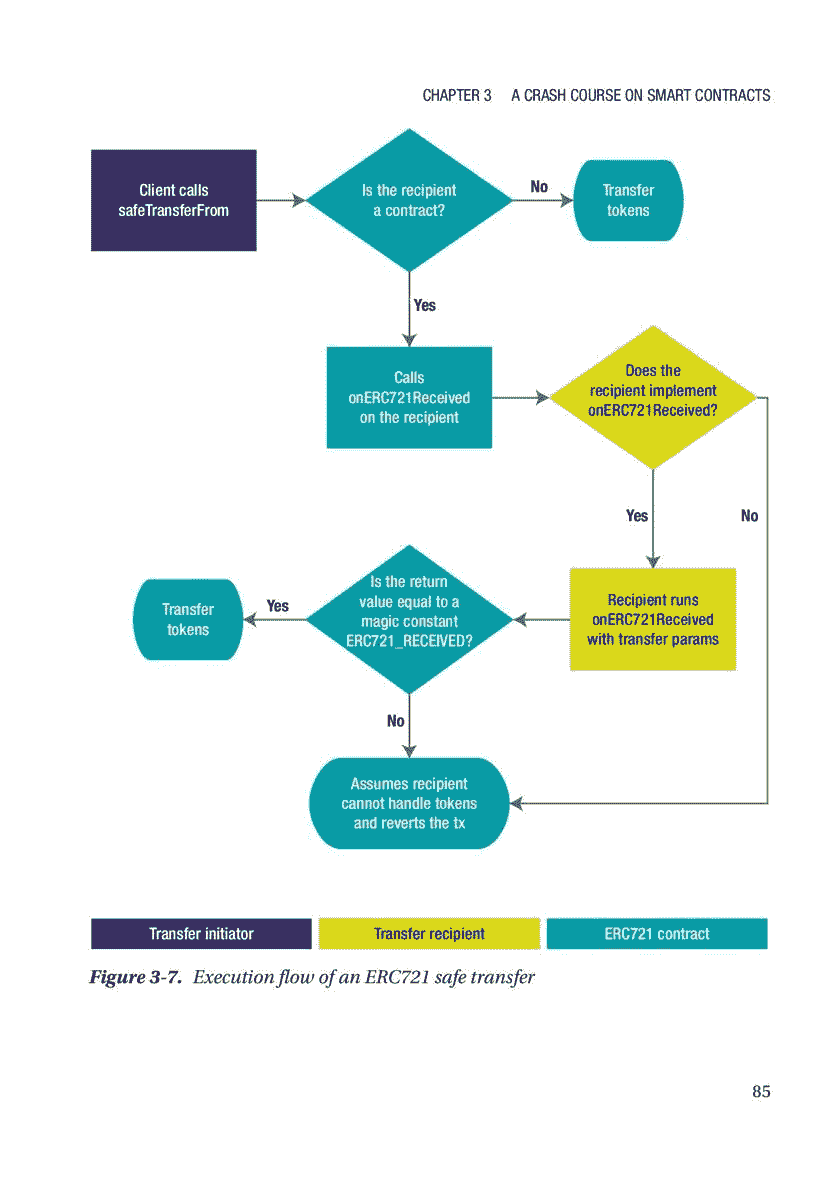 CHAPTER 3 A CRASH COURSE ON SMART CONTRACTS
Client calls
safeTransferFrom
Is the recipient
a contract?
No
Transfer
tokens
Yes
Calls
onERC721Received
on the recipient
Does the
recipient implement
onERC721Received?
Yes
No
Recipient runs
onERC721Received
with transfer params
Is the return
value equal to a
magic constant
ERC721_RECEIVED?
Yes
Transfer
tokens
No
Assumes recipient
cannot handle tokens
and reverts the tx
Transfer initiator
Transfer recipient
ERC721 contract
Figure 3-7. Execution flow of an ERC721 safe transfer
85